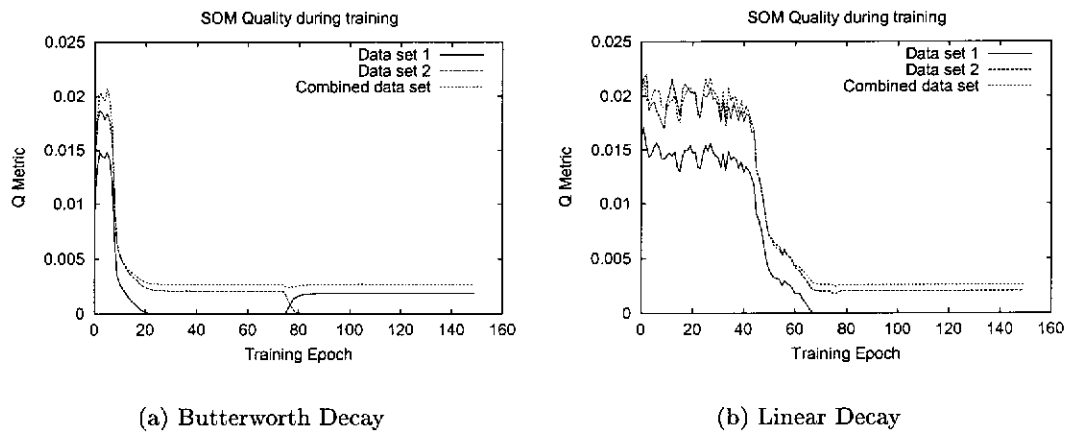 SOM Quality during training
0.025
0.02
0.015
0.01
0.005
0
Q Metric
Data set 1
Data set 2
Combined data set
0 20 40 60 80 100 120 140 160
Training Epoch
(a) Butterworth Decay
SOM Quality during training
0.025
0.02
0.015
0.01
0.005
0
Q Metric
Data set 1
Data set 2
Combined data set
0 20 40 60 80 100 120 140 160
Training Epoch
(b) Linear Decay